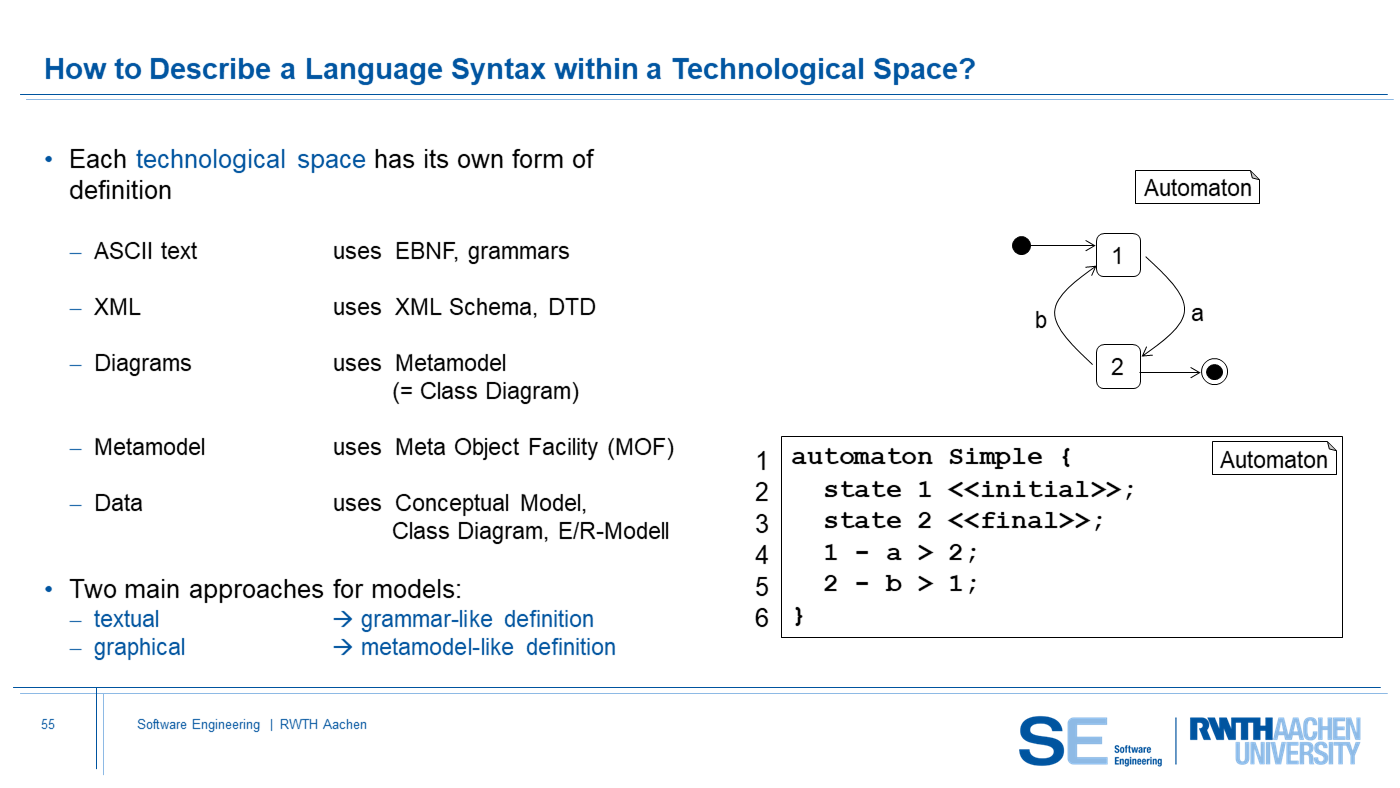 How to Describe a Language Syntax within a Technological Space?
• Each technological space has its own form of
definition
– ASCII text uses EBNF, grammars
– XML uses XML Schema, DTD
– Diagrams uses Metamodel
(= Class Diagram)
– Metamodel uses Meta Object Facility (MOF)
– Data uses Conceptual Model,
Class Diagram, E/R-Modell
• Two main approaches for models:
– textual → grammar-like definition
– graphical → metamodel-like definition
Automaton
1
b
a
2
Automaton
1 automaton Simple {
2 state 1 <<initial>>;
3 state 2 <<final>>;
4 1 - a > 2;
5 2 - b > 1;
6 }
55
Software Engineering | RWTH Aachen
SE Software
Engineering
RWTHAACHEN
UNIVERSITY